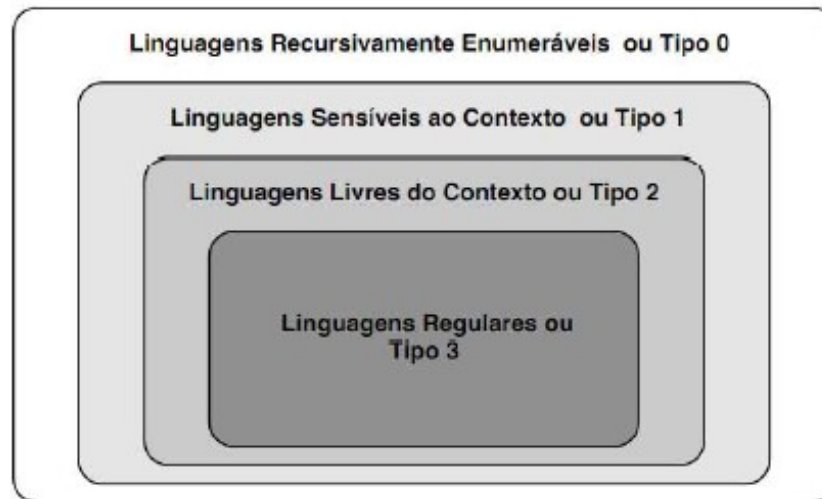 Linguagens Recursivamente Enumeráveis ou Tipo 0
Linguagens Sensíveis ao Contexto ou Tipo 1
Linguagens Livres do Contexto ou Tipo 2
Linguagens Regulares ou
Tipo 3